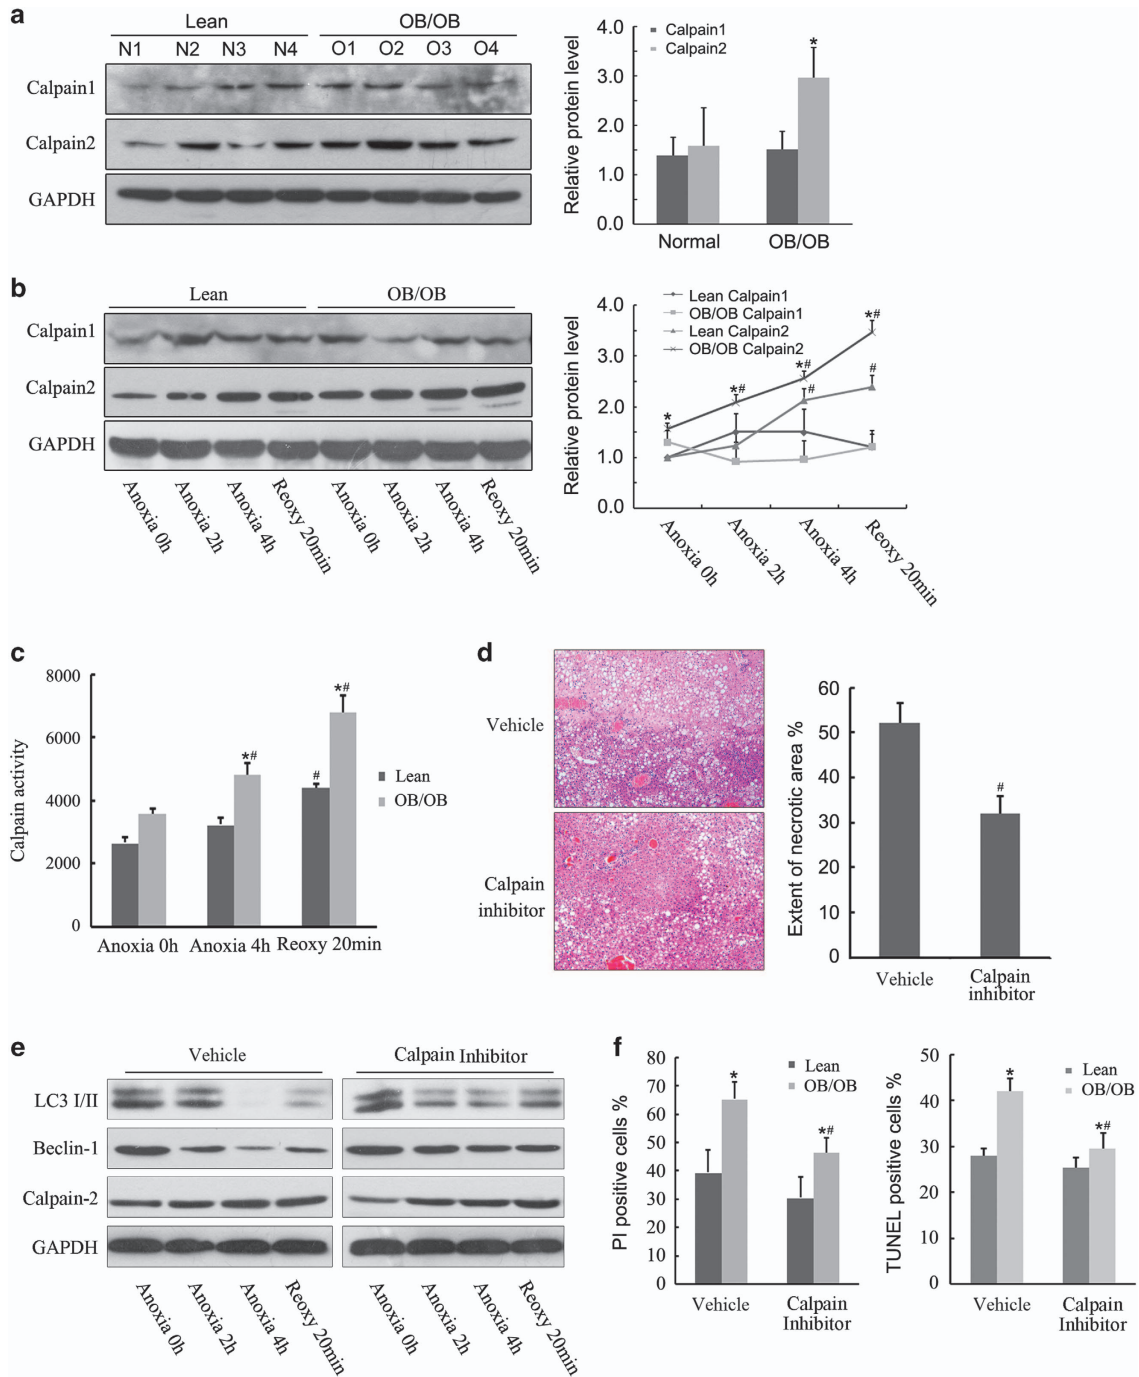 a
Lean
OB/OB
N1 N2 N3 N4 O1 O2 O3 O4
Calpain1
Calpain2
GAPDH
Relative protein level
4.0
3.0
2.0
1.0
0.0
Calpain1
Calpain2
*
Normal
OB/OB
b
Lean
OB/OB
Calpain1
Calpain2
GAPDH
Anoxia 0h
Anoxia 2h
Anoxia 4h
Reoxy 20min
Anoxia 0h
Anoxia 2h
Anoxia 4h
Reoxy 20min
Relative protein level
4.0
3.0
2.0
1.0
0.0
Lean Calpain1
OB/OB Calpain1
Lean Calpain2
OB/OB Calpain2
*
*#
*#
#
*#
#
Anoxia 0h
Anoxia 2h
Anoxia 4h
Reoxy 20min
c
Calpain activity
8000
6000
4000
2000
0
*#
#
*#
Lean
OB/OB
Anoxia 0h
Anoxia 4h
Reoxy 20min
d
Vehicle
Calpain
inhibitor
Extent of necrotic area %
60
50
40
30
20
10
0
#
Vehicle
Calpain
inhibitor
e
Vehicle
Calpain Inhibitor
LC3 I/II
Beclin-1
Calpain-2
GAPDH
Anoxia 0h
Anoxia 2h
Anoxia 4h
Reoxy 20min
Anoxia 0h
Anoxia 2h
Anoxia 4h
Reoxy 20min
f
PI positive cells %
80
70
60
50
40
30
20
10
0
Lean
OB/OB
*
*#
Vehicle
Calpain
Inhibitor
TUNEL positive cells %
50
40
30
20
10
0
Lean
OB/OB
*
*#
Vehicle
Calpain
Inhibitor